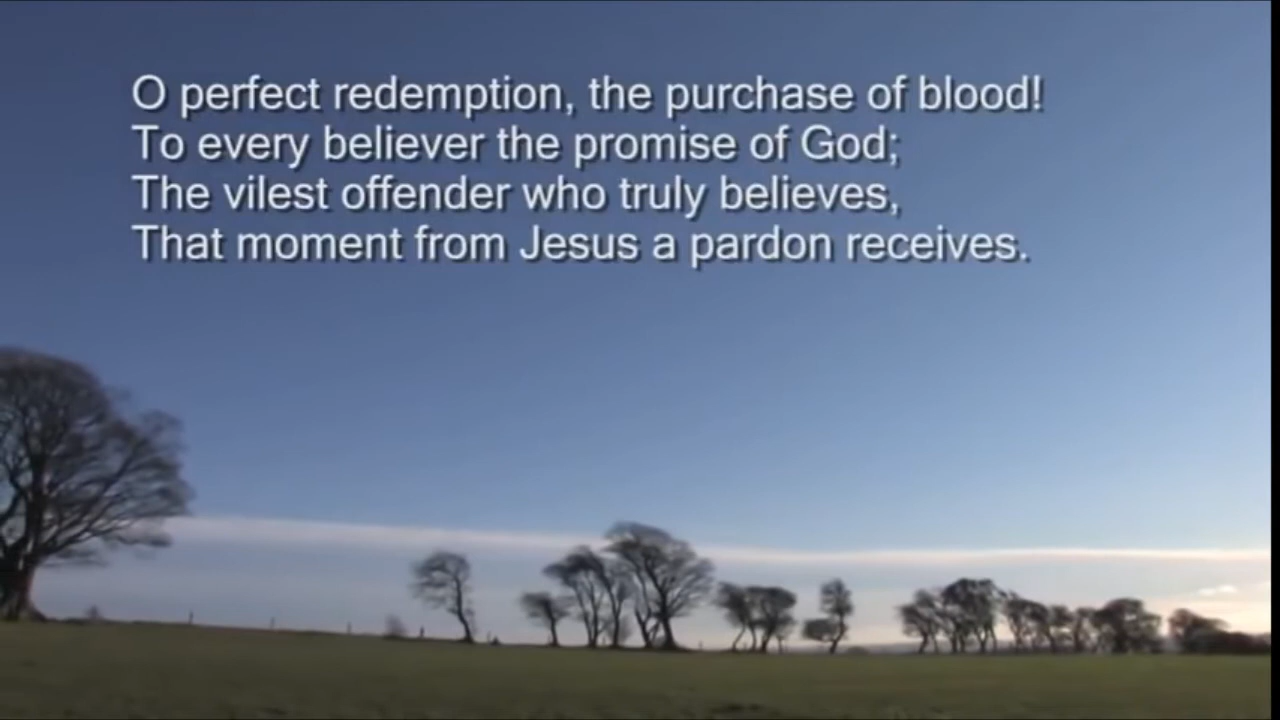 O perfect redemption, the purchase of blood!
To every believer the promise of God;
The vilest offender who truly believes,
That moment from Jesus a pardon receives.